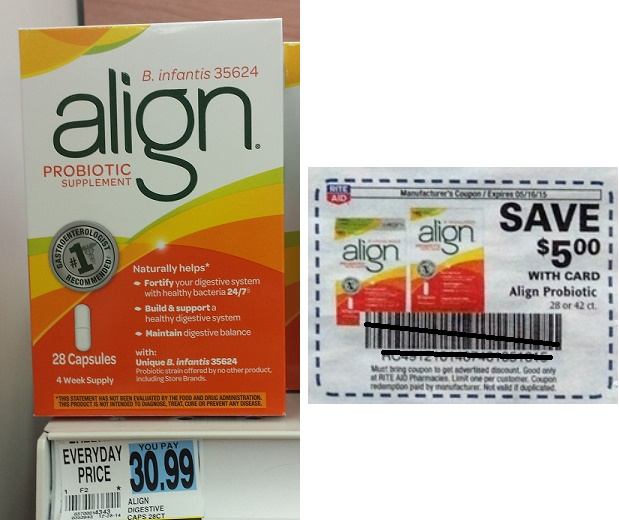 B. infantis 35624
align.
PROBIOTIC
SUPPLEMENT
GASTROENTEROLOGIST
#1
RECOMMENDED
Naturally helps*
Fortify your digestive system
with healthy bacteria 24/7
Build & support a
healthy digestive system
Maintain digestive balance
with:
Unique B. infantis 35624
Probiotic strain offered by no other product,
including Store Brands.
28 Capsules
4 Week Supply
*THIS STATEMENT HAS NOT BEEN EVALUATED BY THE FOOD AND DRUG ADMINISTRATION.
THIS PRODUCT IS NOT INTENDED TO DIAGNOSE, TREAT, CURE OR PREVENT ANY DISEASE.
EVERYDAY
PRICE
1 F2 *
YOU PAY
30.99
ALIGN
DIGESTIVE
CAPS 28CT
RITE
AID
Manufacturer's Coupon / Expires 05/16/15
SAVE
$5.00
WITH CARD
Align Probiotic
28 or 42 ct.
align
align
Must bring coupon to get advertised discount. Good only
at RITE AID Pharmacies. Limit one per customer. Coupon
redemption paid by manufacturer. Not valid if duplicated.